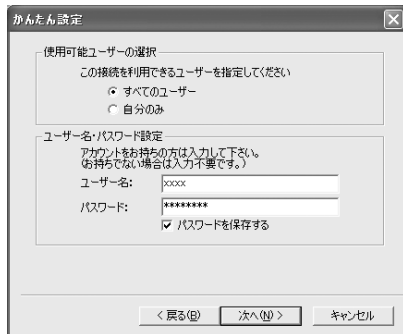 かんたん設定
使用可能ユーザーの選択
この接続を利用できるユーザーを指定してください
すべてのユーザー
自分のみ
ユーザー名・パスワード設定
アカウントをお持ちの方は入力して下さい。
(お持ちでない場合は入力不要です。)
ユーザー名: xxxx
パスワード: ********
パスワードを保存する
< 戻る(B) 次へ(N) > キャンセル